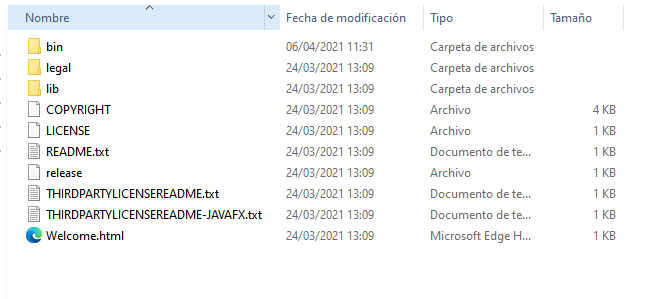 Nombre Fecha de modificación Tipo Tamaño
bin 06/04/2021 11:31 Carpeta de archivos
legal 24/03/2021 13:09 Carpeta de archivos
lib 24/03/2021 13:09 Carpeta de archivos
COPYRIGHT 24/03/2021 13:09 Archivo 4 KB
LICENSE 24/03/2021 13:09 Archivo 1 KB
README.txt 24/03/2021 13:09 Documento de te... 1 KB
release 24/03/2021 13:09 Archivo 1 KB
THIRDPARTYLICENSEREADME.txt 24/03/2021 13:09 Documento de te... 1 KB
THIRDPARTYLICENSEREADME-JAVAFX.txt 24/03/2021 13:09 Documento de te... 1 KB
Welcome.html 24/03/2021 13:09 Microsoft Edge H... 1 KB